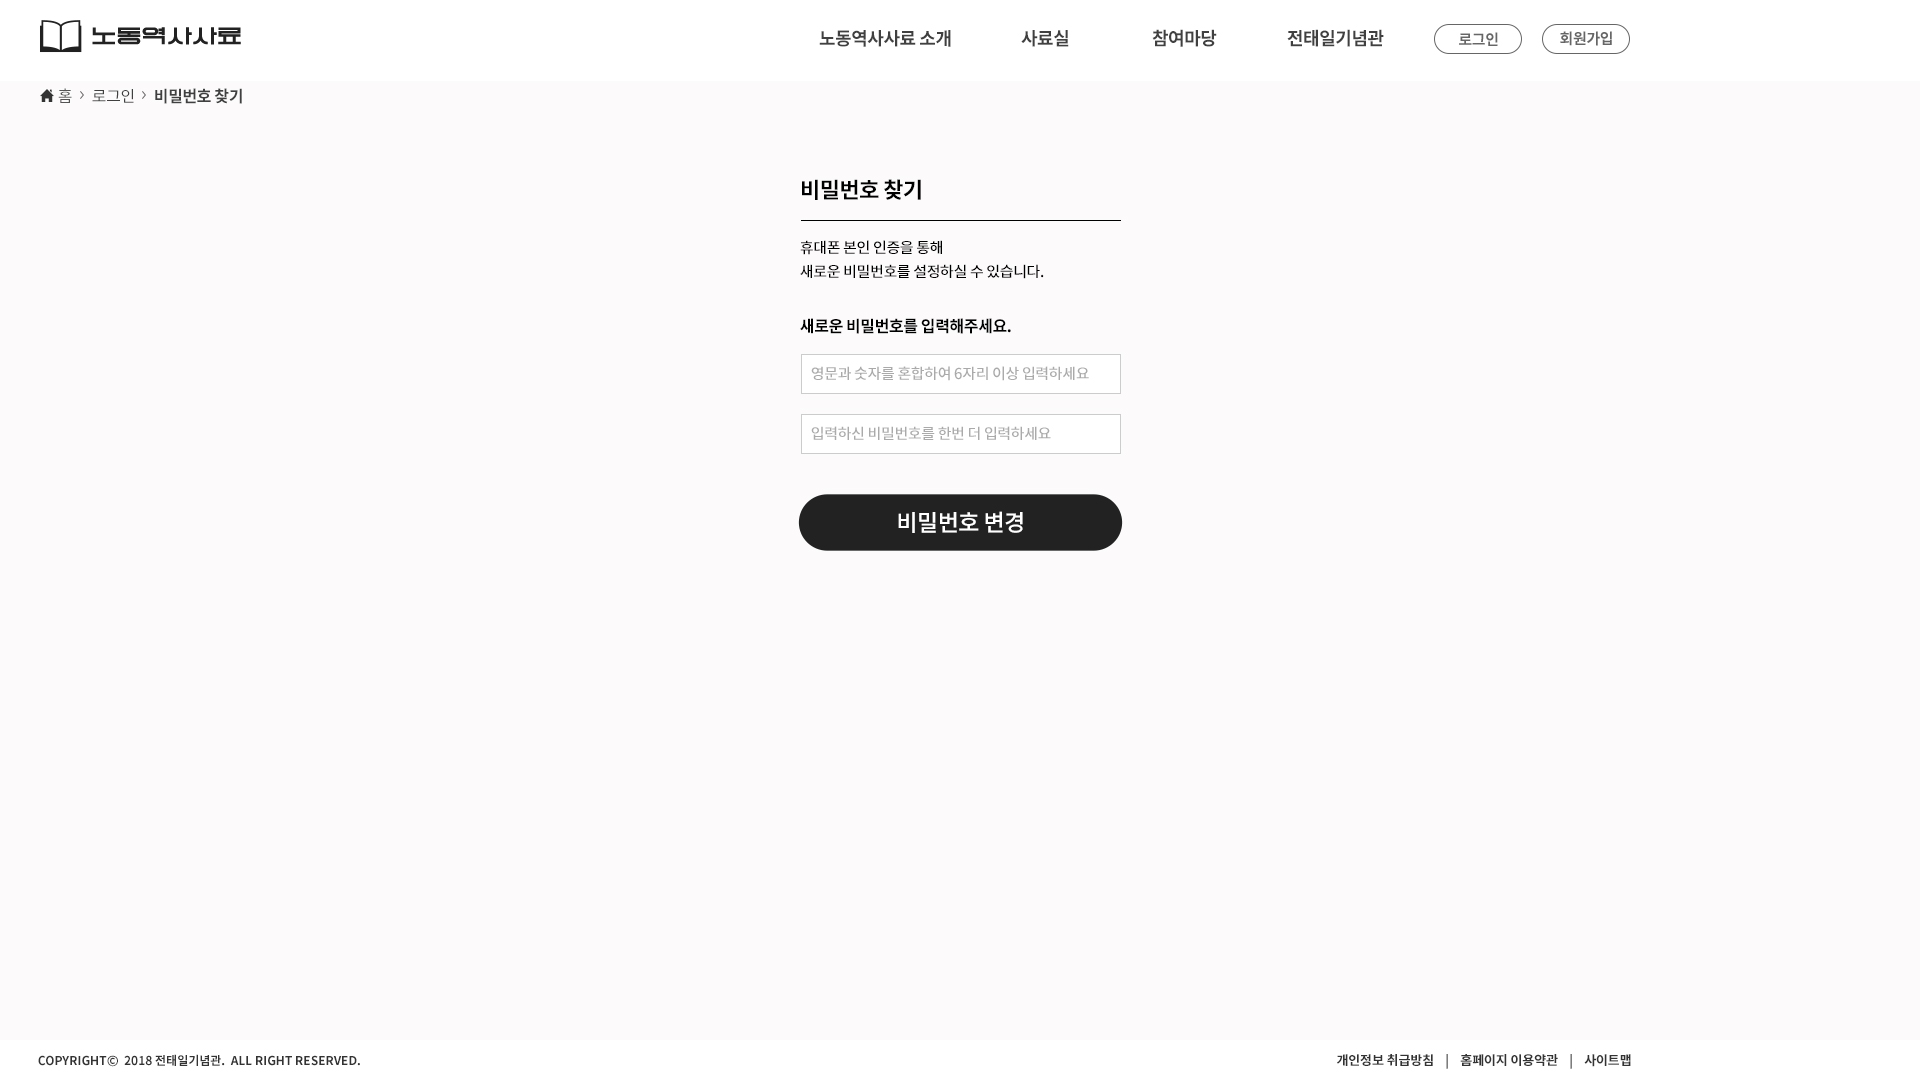 노동역사사료
노동역사사료 소개
사료실
참여마당
전태일기념관
로그인
회원가입
홈 › 로그인 › 비밀번호 찾기
비밀번호 찾기
휴대폰 본인 인증을 통해
새로운 비밀번호를 설정하실 수 있습니다.
새로운 비밀번호를 입력해주세요.
영문과 숫자를 혼합하여 6자리 이상 입력하세요
입력하신 비밀번호를 한번 더 입력하세요
비밀번호 변경
COPYRIGHT© 2018 전태일기념관. ALL RIGHT RESERVED.
개인정보 취급방침 | 홈페이지 이용약관 | 사이트맵